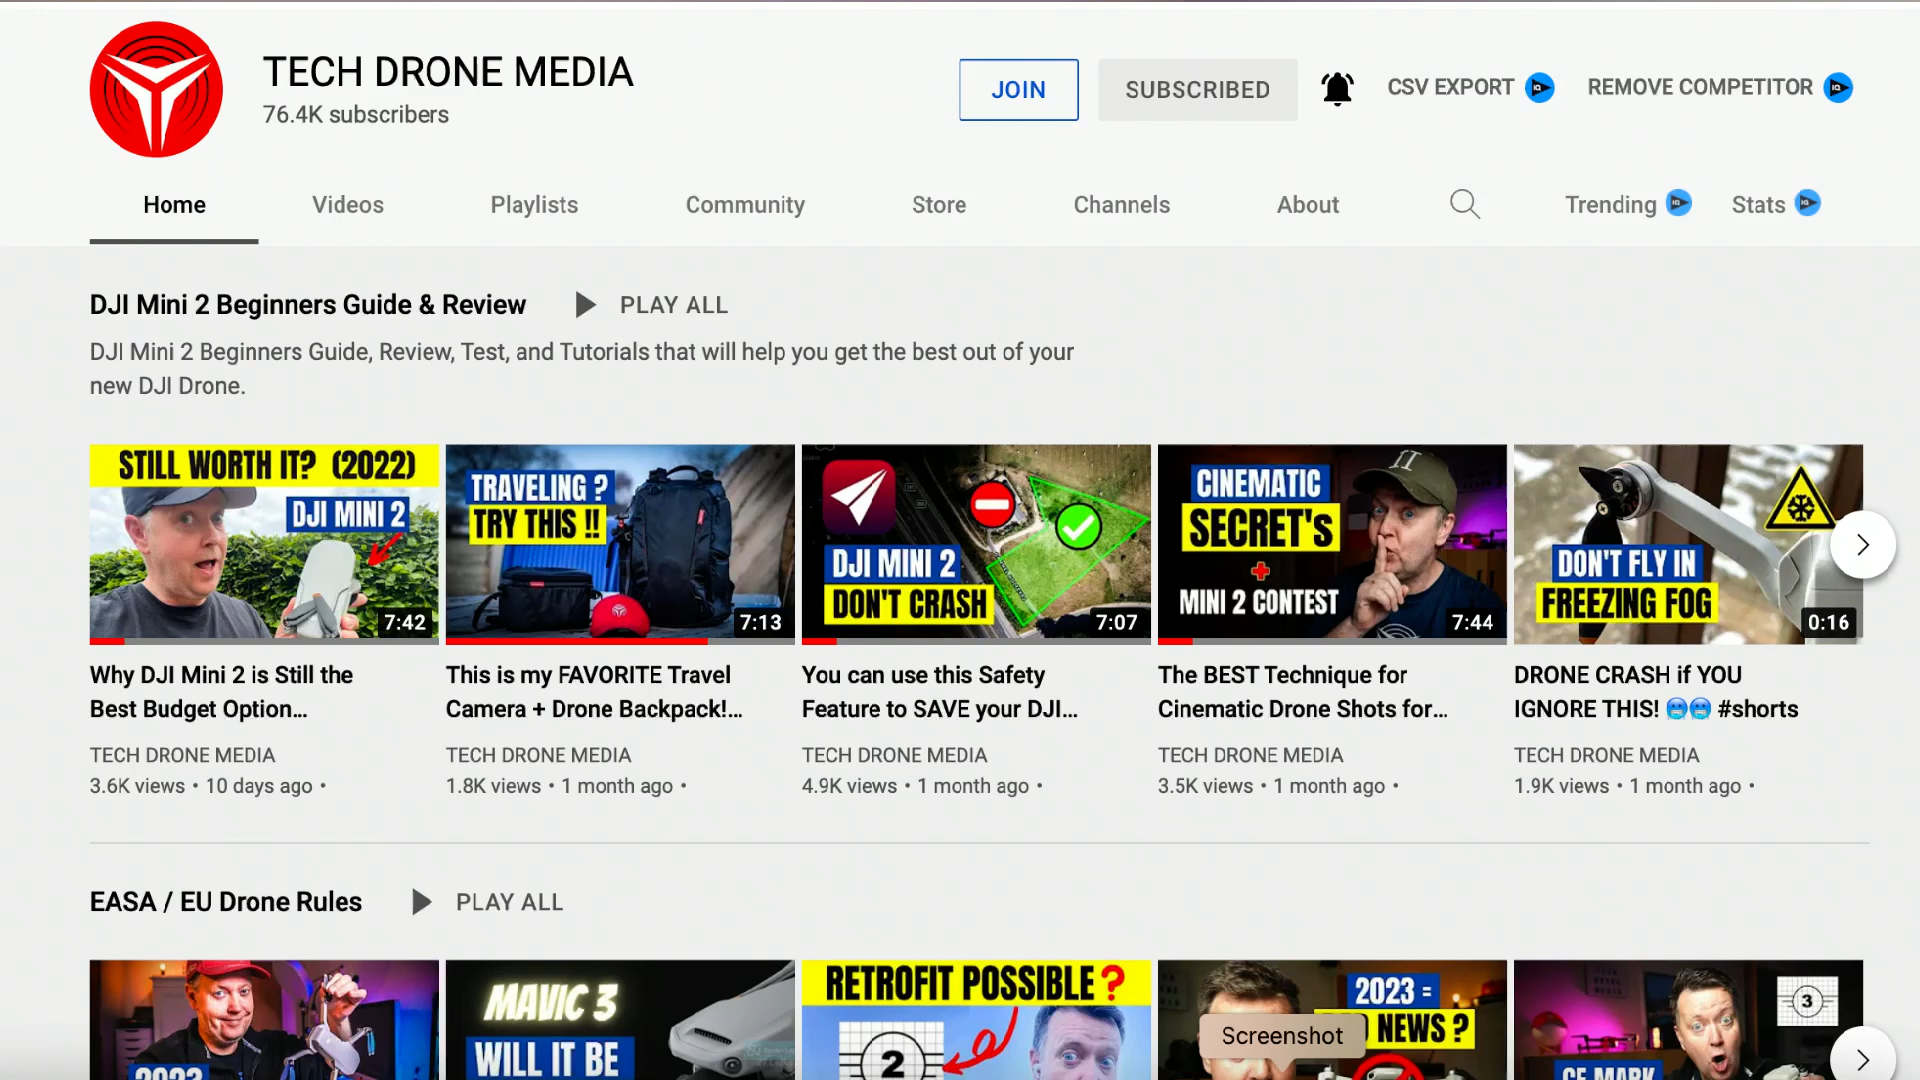 TECH DRONE MEDIA
76.4K subscribers
JOIN
SUBSCRIBED
CSV EXPORT
REMOVE COMPETITOR
Home
Videos
Playlists
Community
Store
Channels
About
Trending
Stats
DJI Mini 2 Beginners Guide & Review
PLAY ALL
DJI Mini 2 Beginners Guide, Review, Test, and Tutorials that will help you get the best out of your
new DJI Drone.
STILL WORTH IT? (2022)
DJI MINI 2
7:42
TRAVELING ?
TRY THIS !!
7:13
DJI MINI 2
DON'T CRASH
7:07
CINEMATIC
SECRET's
+
MINI 2 CONTEST
7:44
DON'T FLY IN
FREEZING FOG
0:16
Why DJI Mini 2 is Still the
Best Budget Option...
TECH DRONE MEDIA
3.6K views • 10 days ago •
This is my FAVORITE Travel
Camera + Drone Backpack!...
TECH DRONE MEDIA
1.8K views • 1 month ago •
You can use this Safety
Feature to SAVE your DJI...
TECH DRONE MEDIA
4.9K views • 1 month ago •
The BEST Technique for
Cinematic Drone Shots for...
TECH DRONE MEDIA
3.5K views • 1 month ago •
DRONE CRASH if YOU
IGNORE THIS! 🥶🥶 #shorts
TECH DRONE MEDIA
1.9K views • 1 month ago •
EASA / EU Drone Rules
PLAY ALL
2023
MAVIC 3
WILL IT BE
RETROFIT POSSIBLE?
2
2023 =
NEWS ?
Screenshot
3
CE MARK